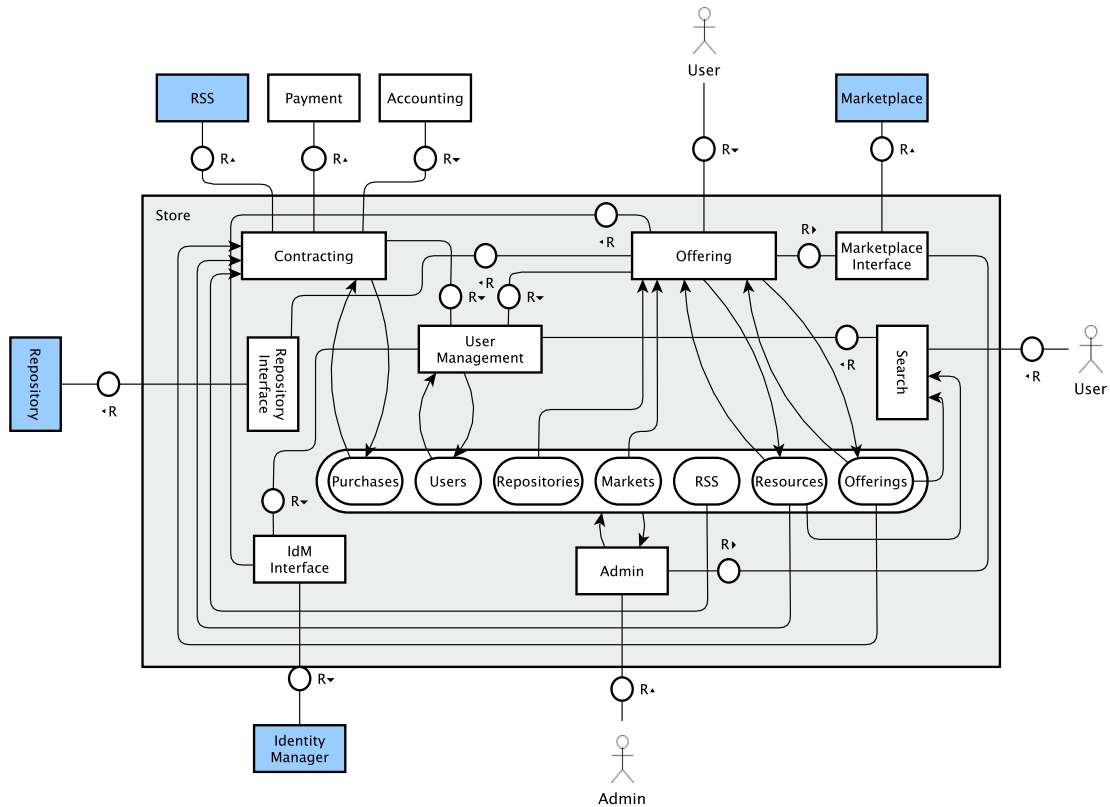 User
RSS
Payment
Accounting
Marketplace
R
R
R
R
R
Store
R
Contracting
Offering
R
Marketplace
Interface
R
R
R
User
Management
Repository
Repository
Interface
Search
R
R
R
User
R
Purchases
Users
Repositories
Markets
RSS
Resources
Offerings
R
IdM
Interface
Admin
R
R
R
Identity
Manager
Admin